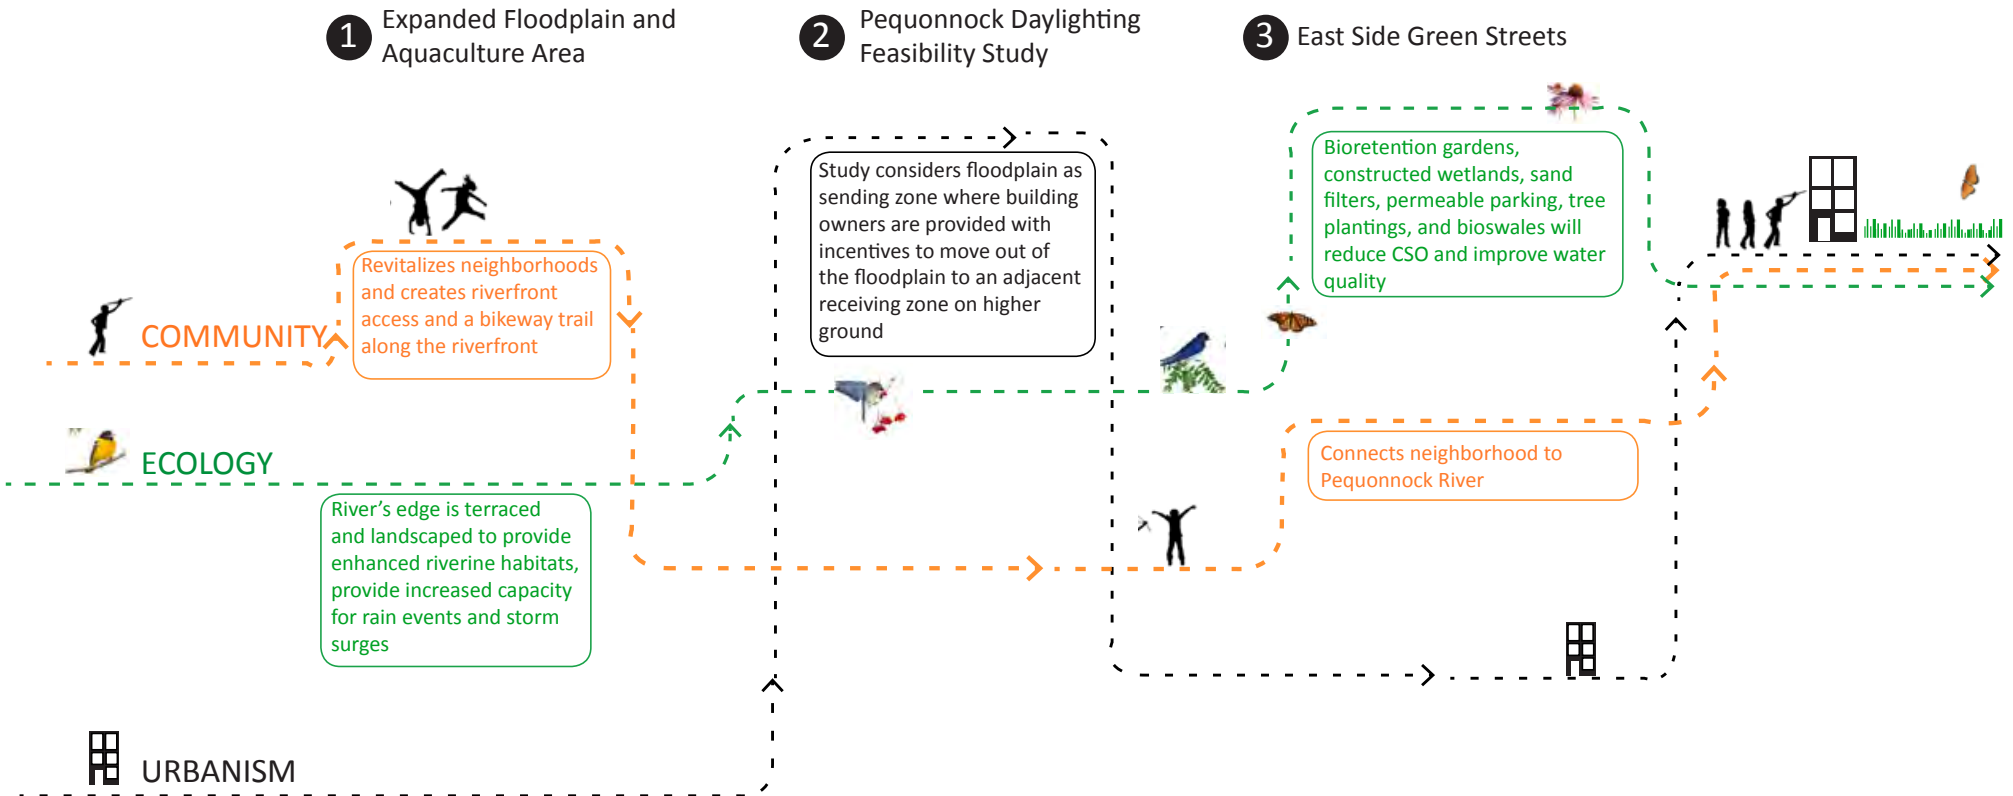 1 Expanded Floodplain and
Aquaculture Area
2 Pequonnock Daylighting
Feasibility Study
3 East Side Green Streets
COMMUNITY
Revitalizes neighborhoods
and creates riverfront
access and a bikeway trail
along the riverfront
Study considers floodplain as
sending zone where building
owners are provided with
incentives to move out of
the floodplain to an adjacent
receiving zone on higher
ground
Bioretention gardens,
constructed wetlands, sand
filters, permeable parking, tree
plantings, and bioswales will
reduce CSO and improve water
quality
ECOLOGY
River’s edge is terraced
and landscaped to provide
enhanced riverine habitats,
provide increased capacity
for rain events and storm
surges
Connects neighborhood to
Pequonnock River
URBANISM